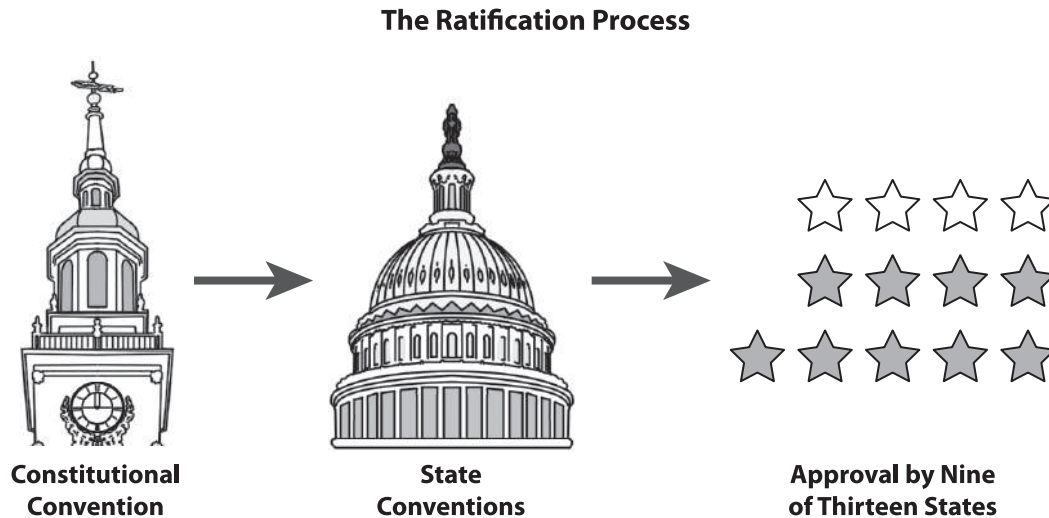 The Ratification Process
Constitutional
Convention
State
Conventions
Approval by Nine
of Thirteen States